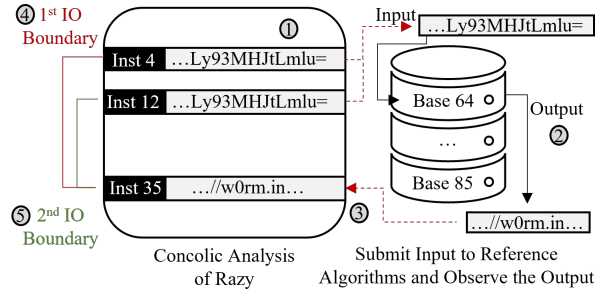 ④ 1st IO
Boundary
①
Inst 4 …Ly93MHJtLmlu=
Inst 12 …Ly93MHJtLmlu=
Inst 35 …//w0rm.in…
⑤ 2nd IO
Boundary
③
Concolic Analysis
of Razy
Input
…Ly93MHJtLmlu=
Base 64
…
Base 85
Output
②
…//w0rm.in…
Submit Input to Reference
Algorithms and Observe the Output